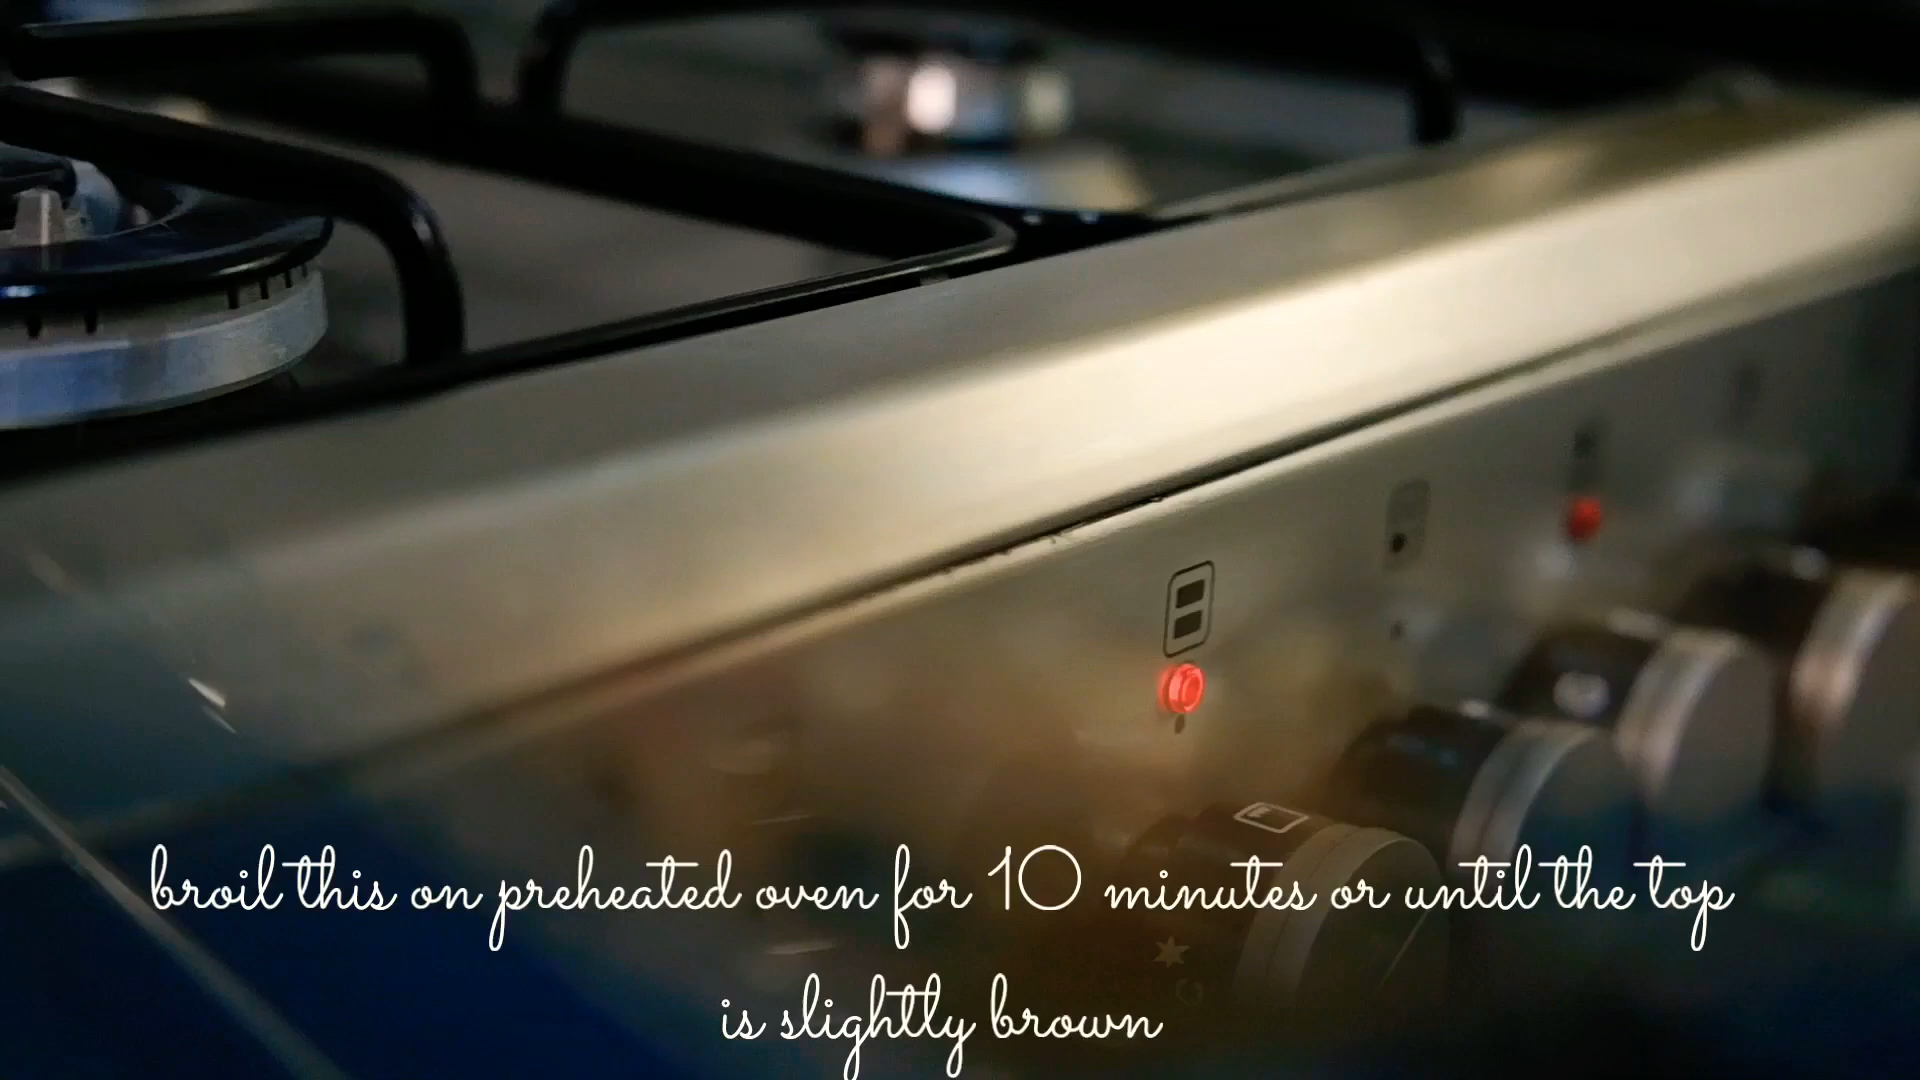 broil this on preheated oven for 10 minutes or until the top
is slightly brown